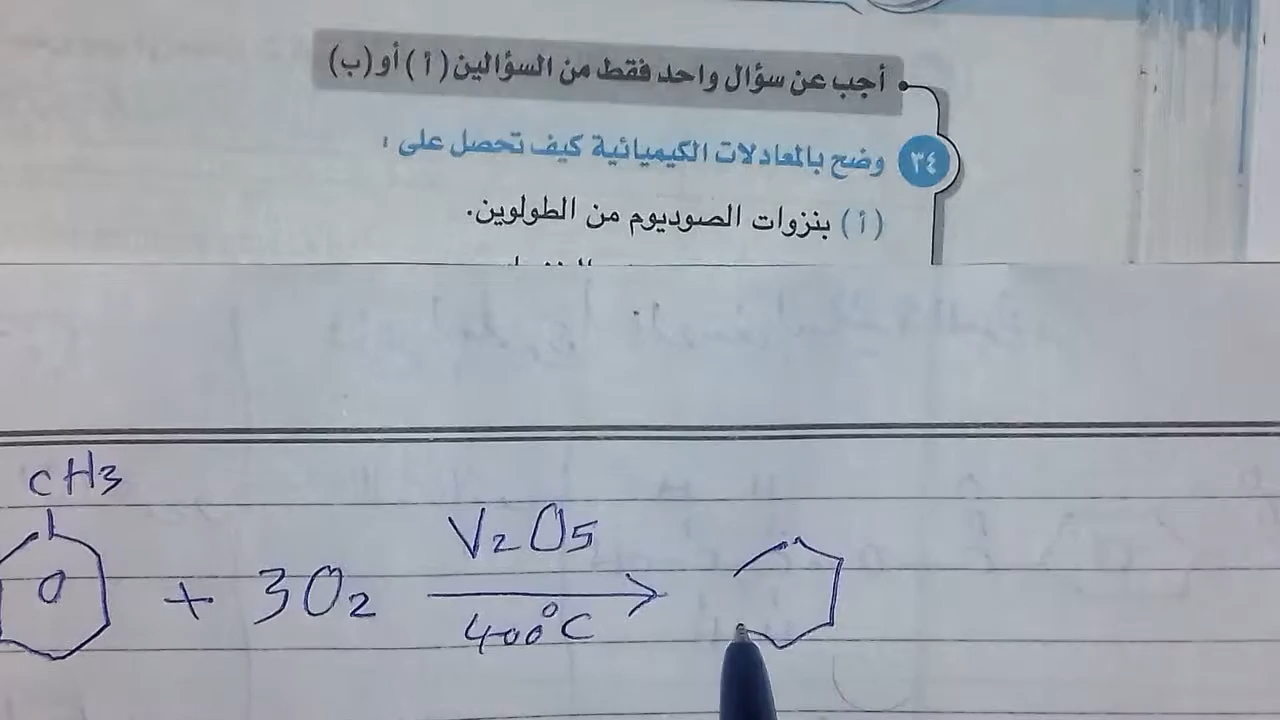 أجب عن سؤال واحد فقط من السؤالين (أ) أو (ب)
٣٤ وضح بالمعادلات الكيميائية كيف تحصل على :
(أ) بنزوات الصوديوم من الطولوين.
CH3
V2O5
+ 3O2
400°C